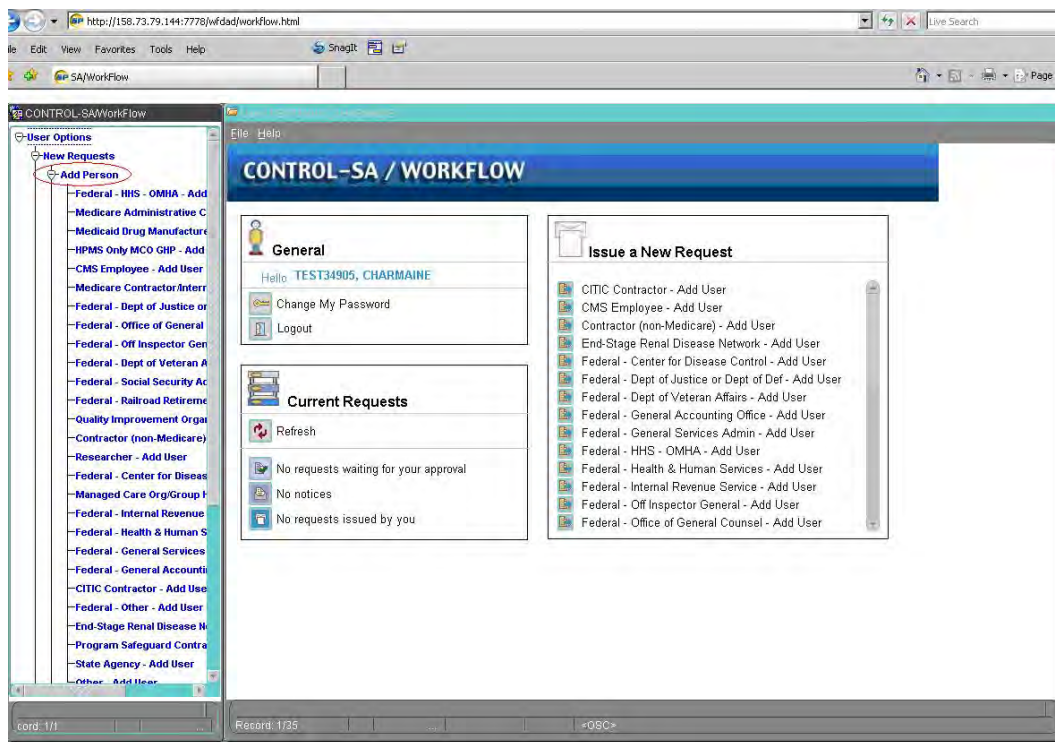 http://158.73.79.144:7778/wfdad/workflow.html
Live Search
Edit View Favorites Tools Help
SnagIt
SA/WorkFlow
Page
CONTROL-SA/WorkFlow
User Options
New Requests
Add Person
Federal - HHS - OMHA - Add
Medicare Administrative C
Medicaid Drug Manufacture
HPMS Only MCO GHP - Add
CMS Employee - Add User
Medicare Contractor/Intern
Federal - Dept of Justice or
Federal - Office of General
Federal - Off Inspector Gen
Federal - Dept of Veteran A
Federal - Social Security Ac
Federal - Railroad Retireme
Quality Improvement Organ
Contractor (non-Medicare)
Researcher - Add User
Federal - Center for Diseas
Managed Care Org/Group H
Federal - Internal Revenue
Federal - Health & Human S
Federal - General Services
Federal - General Accounti
CITIC Contractor - Add Use
Federal - Other - Add User
End-Stage Renal Disease N
Program Safeguard Contra
State Agency - Add User
Other - Add User
cord: 1/1
File Help
CONTROL-SA / WORKFLOW
General
Hello TEST34905, CHARMAINE
Change My Password
Logout
Current Requests
Refresh
No requests waiting for your approval
No notices
No requests issued by you
Issue a New Request
CITIC Contractor - Add User
CMS Employee - Add User
Contractor (non-Medicare) - Add User
End-Stage Renal Disease Network - Add User
Federal - Center for Disease Control - Add User
Federal - Dept of Justice or Dept of Def - Add User
Federal - Dept of Veteran Affairs - Add User
Federal - General Accounting Office - Add User
Federal - General Services Admin - Add User
Federal - HHS - OMHA - Add User
Federal - Health & Human Services - Add User
Federal - Internal Revenue Service - Add User
Federal - Off Inspector General - Add User
Federal - Office of General Counsel - Add User
Record: 1/35
<OSC>